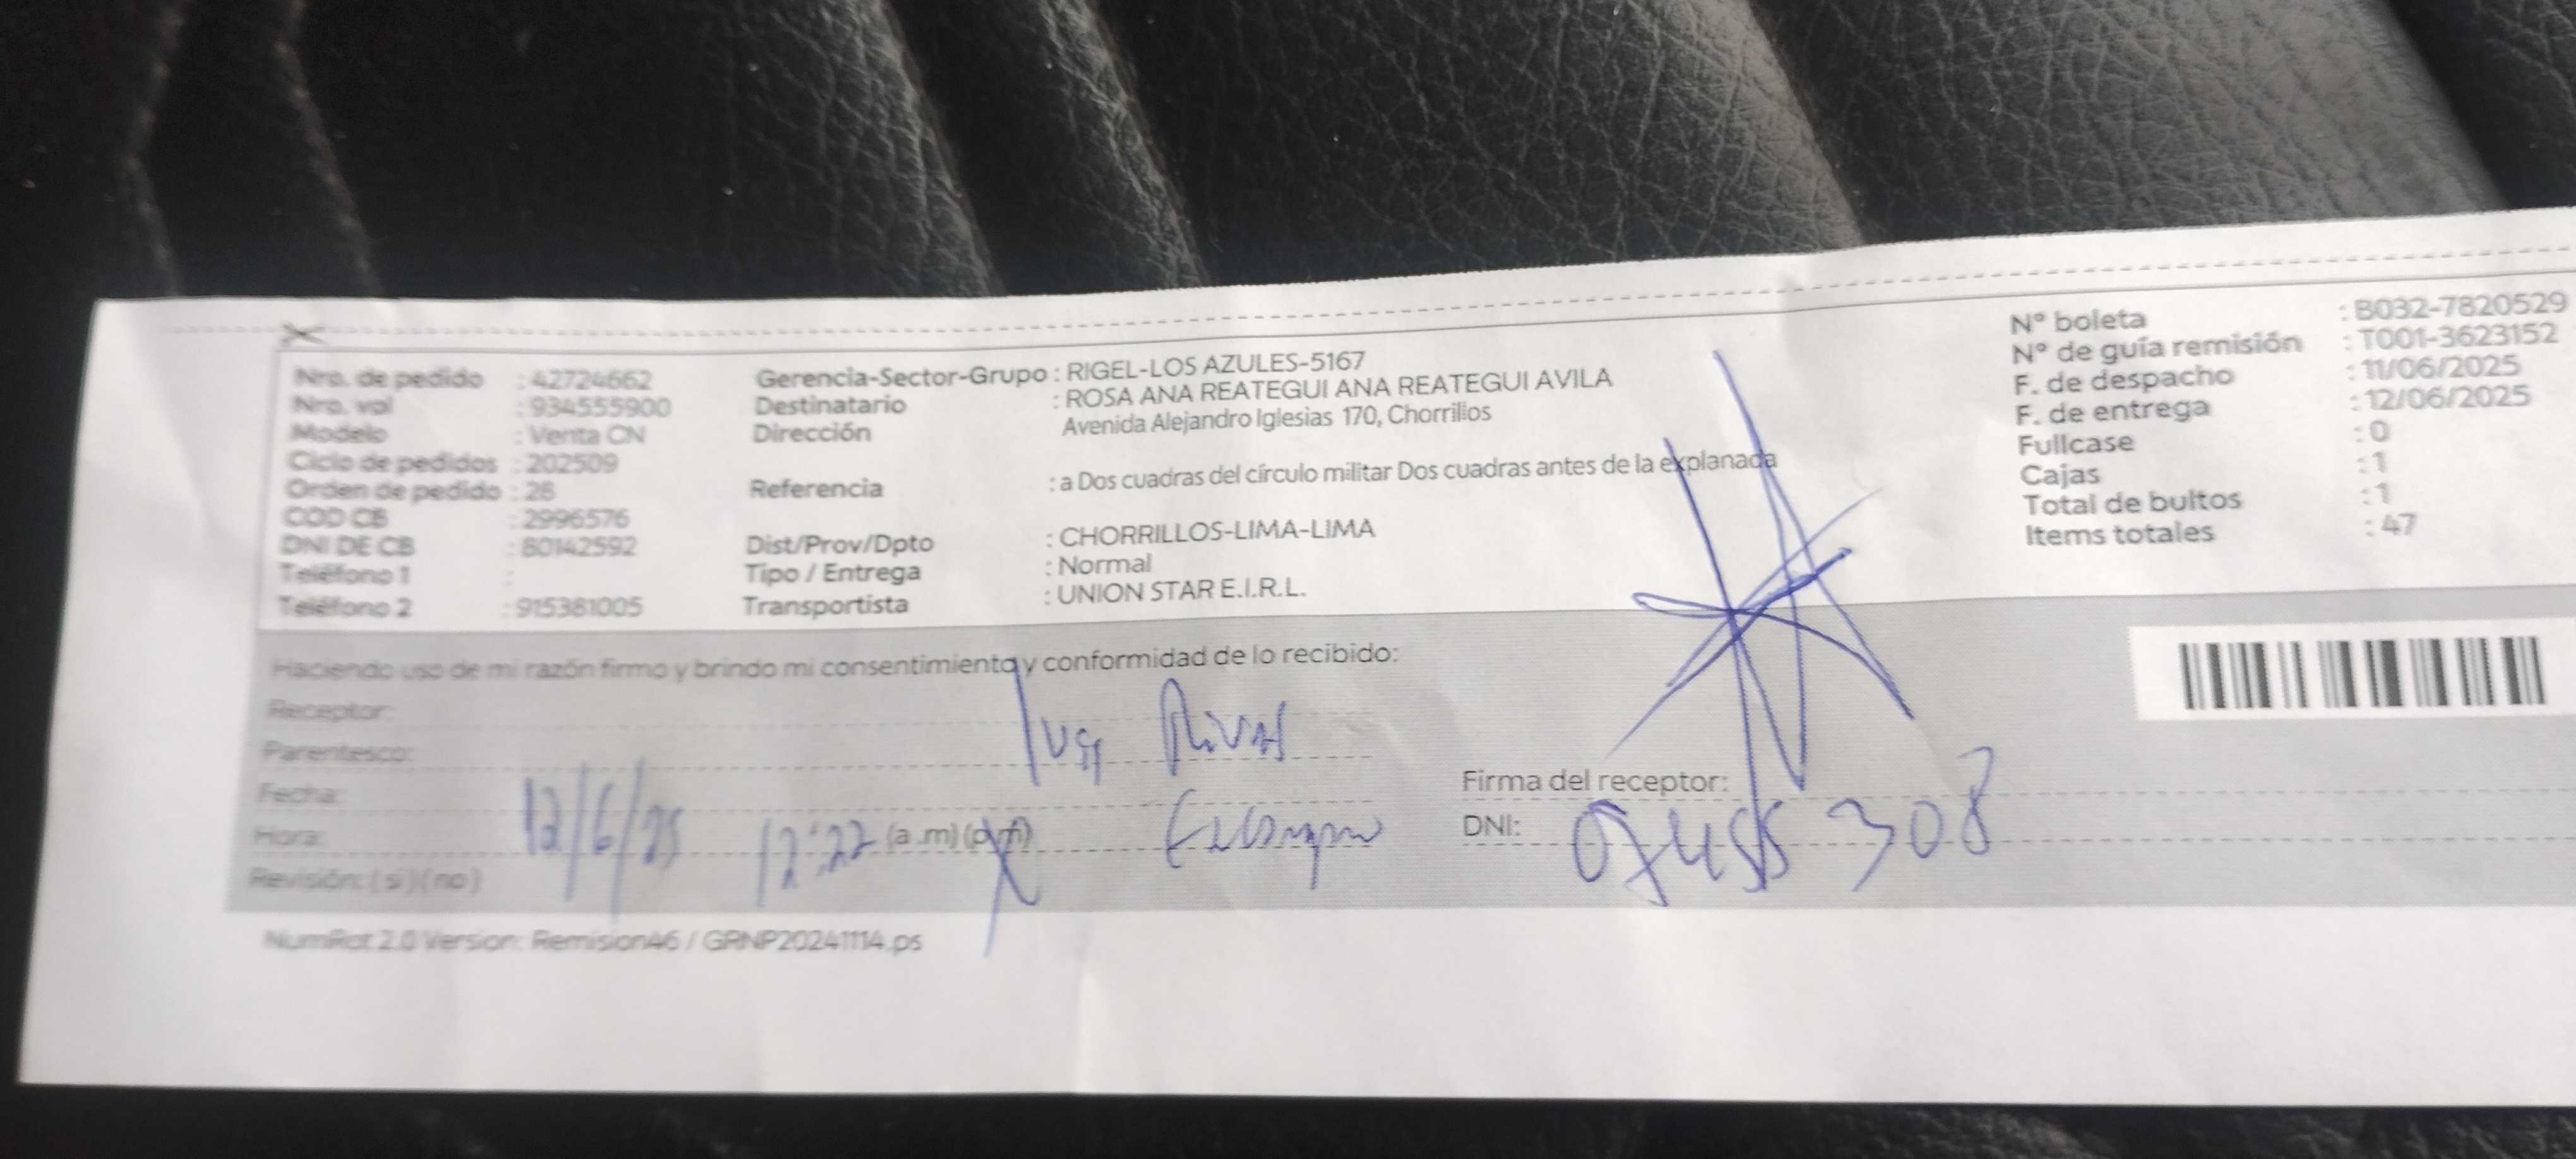 Nro. de pedido : 42724662
Nro. vol : 934555900
Modelo : Venta CN
Ciclo de pedidos : 202509
Orden de pedido : 28
COD CB : 2996576
DNI DE CB : 80142592
Teléfono 1 :
Teléfono 2 : 915381005
Gerencia-Sector-Grupo : RIGEL-LOS AZULES-5167
Destinatario : ROSA ANA REATEGUI ANA REATEGUI AVILA
Dirección Avenida Alejandro Iglesias 170, Chorrillos
Referencia : a Dos cuadras del círculo militar Dos cuadras antes de la explanada
Dist/Prov/Dpto : CHORRILLOS-LIMA-LIMA
Tipo / Entrega : Normal
Transportista : UNION STAR E.I.R.L.
N° boleta : B032-7820529
N° de guía remisión : T001-3623152
F. de despacho : 11/06/2025
F. de entrega : 12/06/2025
Fullcase : 0
Cajas : 1
Total de bultos : 1
Items totales : 47
Haciendo uso de mi razón firmo y brindo mi consentimiento y conformidad de lo recibido:
Receptor:
Parentesco:
Fecha: 12/6/25
Hora: 12:22 (a.m) (p.m)
Revisión: (si) (no)
Rivas
Firma del receptor:
DNI: 07455308
NumRot 2.0 Version: Remision46 / GRNP20241114.ps